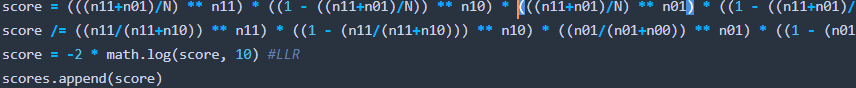 score = (((n11+n01)/N) ** n11) * ((1 - ((n11+n01)/N)) ** n10) * (((n11+n01)/N) ** n01) * ((1 - ((n11+n01)/
score /= ((n11/(n11+n10)) ** n11) * ((1 - (n11/(n11+n10))) ** n10) * ((n01/(n01+n00)) ** n01) * ((1 - (n01
score = -2 * math.log(score, 10) #LLR
scores.append(score)